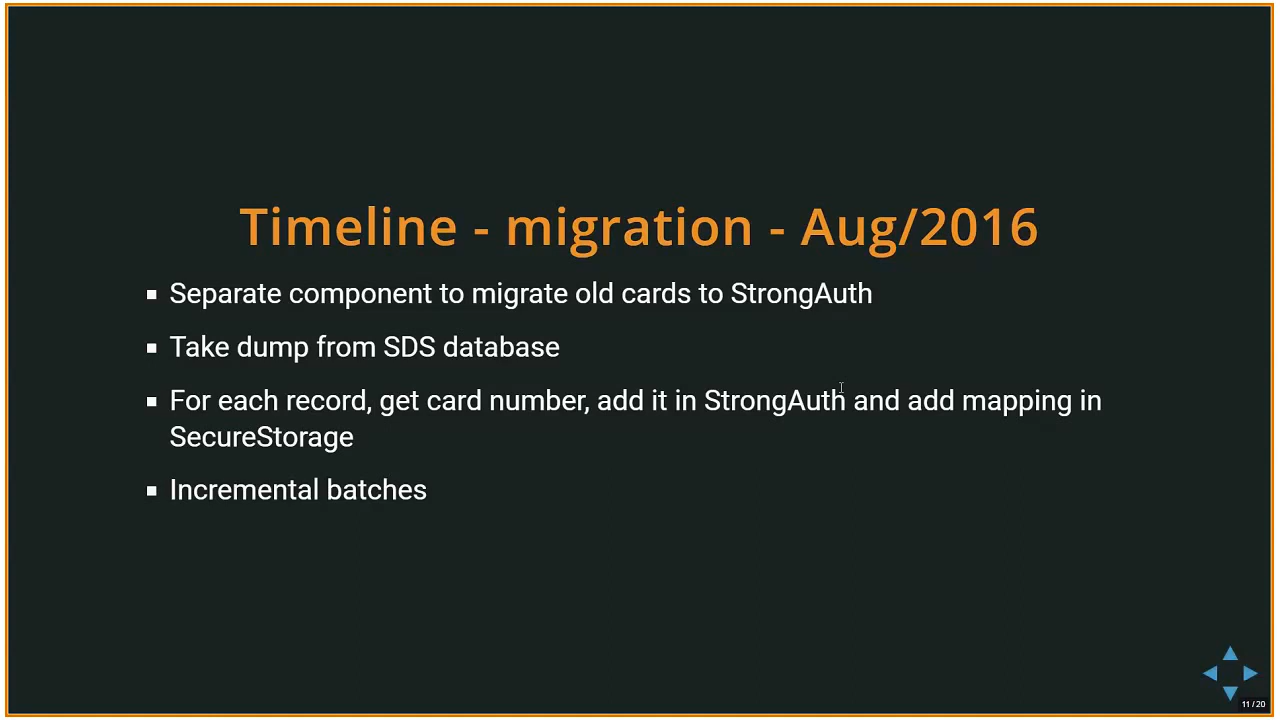 Timeline - migration - Aug/2016
Separate component to migrate old cards to StrongAuth
Take dump from SDS database
For each record, get card number, add it in StrongAuth and add mapping in
SecureStorage
Incremental batches
11 / 20